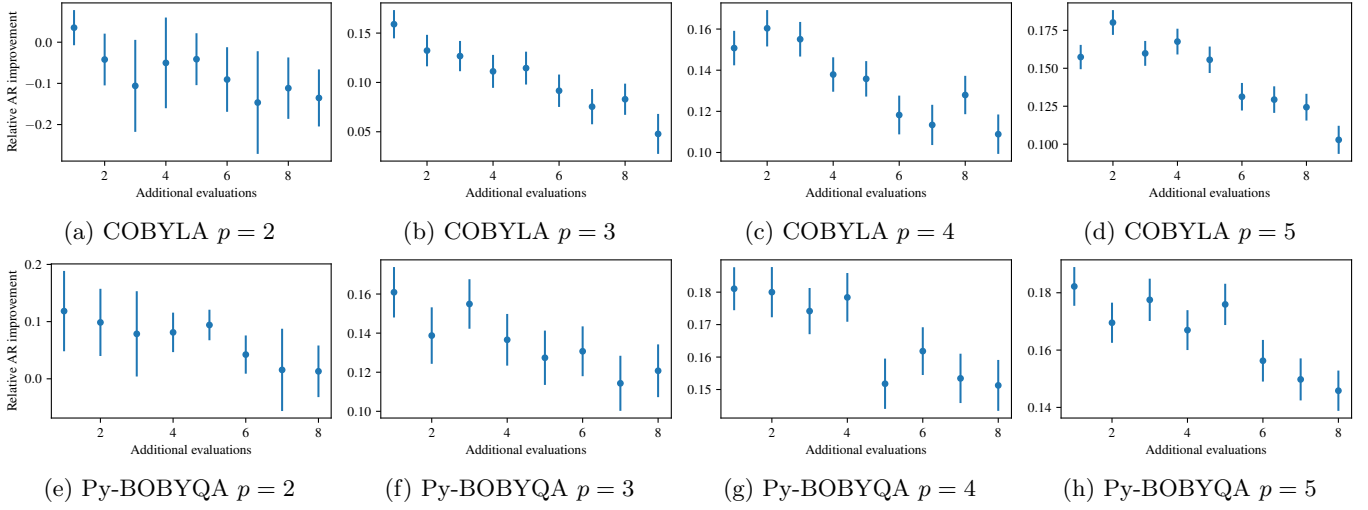 Relative AR improvement
0.0
−0.1
−0.2
2 4 6 8
Additional evaluations
(a) COBYLA p = 2
0.15
0.10
0.05
2 4 6 8
Additional evaluations
(b) COBYLA p = 3
0.16
0.14
0.12
0.10
2 4 6 8
Additional evaluations
(c) COBYLA p = 4
0.175
0.150
0.125
0.100
2 4 6 8
Additional evaluations
(d) COBYLA p = 5
Relative AR improvement
0.2
0.1
0.0
2 4 6 8
Additional evaluations
(e) Py-BOBYQA p = 2
0.16
0.14
0.12
0.10
2 4 6 8
Additional evaluations
(f) Py-BOBYQA p = 3
0.18
0.17
0.16
0.15
2 4 6 8
Additional evaluations
(g) Py-BOBYQA p = 4
0.18
0.16
0.14
2 4 6 8
Additional evaluations
(h) Py-BOBYQA p = 5